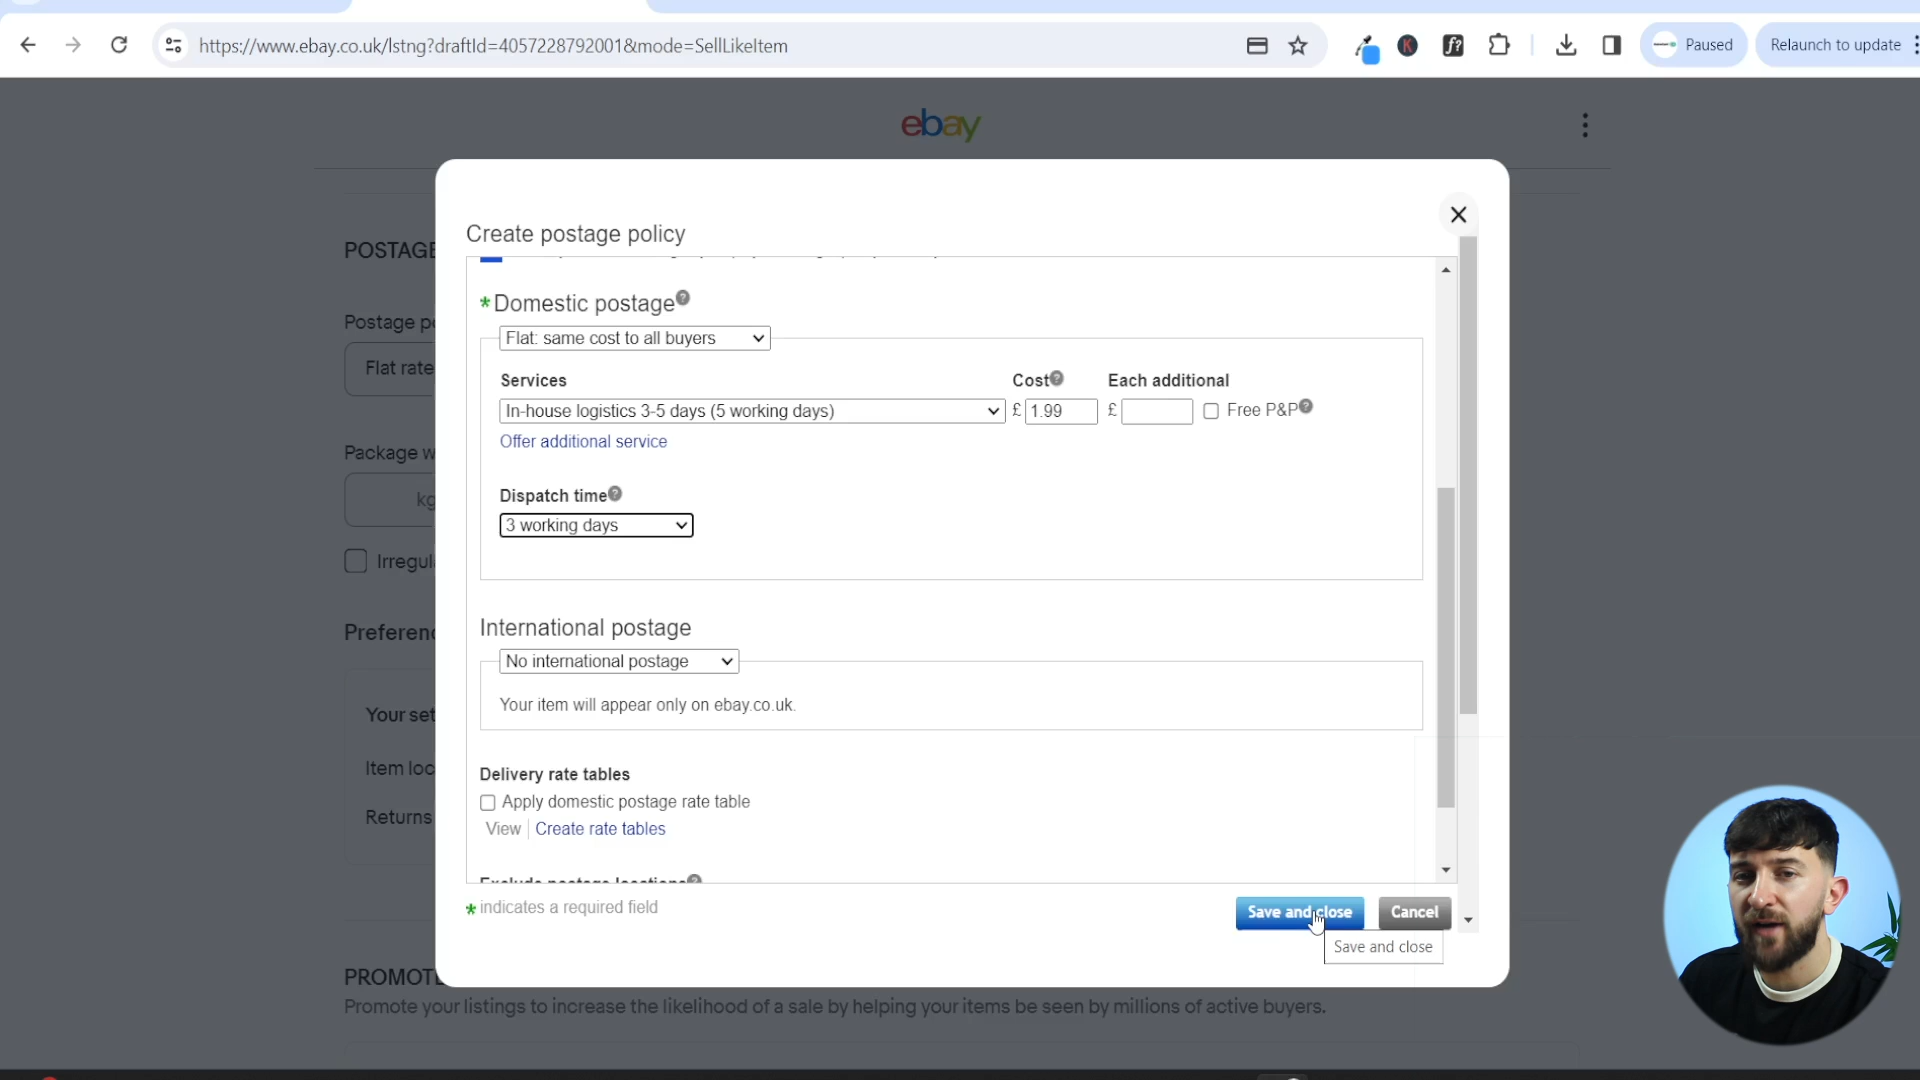 https://www.ebay.co.uk/lstng?draftId=4057228792001&mode=SellLikeItem
K
f?
Paused
Relaunch to update
ebay
POSTAGE
Create postage policy
*Domestic postage
Flat: same cost to all buyers
Postage po
Flat rate
Services
Cost
Each additional
In-house logistics 3-5 days (5 working days)
£ 1.99
£
Free P&P
Offer additional service
Package w
kg
Dispatch time
3 working days
Irregul
Preferenc
International postage
No international postage
Your item will appear only on ebay.co.uk.
Your set
Item loc
Returns
Delivery rate tables
Apply domestic postage rate table
View
Create rate tables
Exclude postage locations
* indicates a required field
Save and close
Cancel
Save and close
PROMOTE
Promote your listings to increase the likelihood of a sale by helping your items be seen by millions of active buyers.